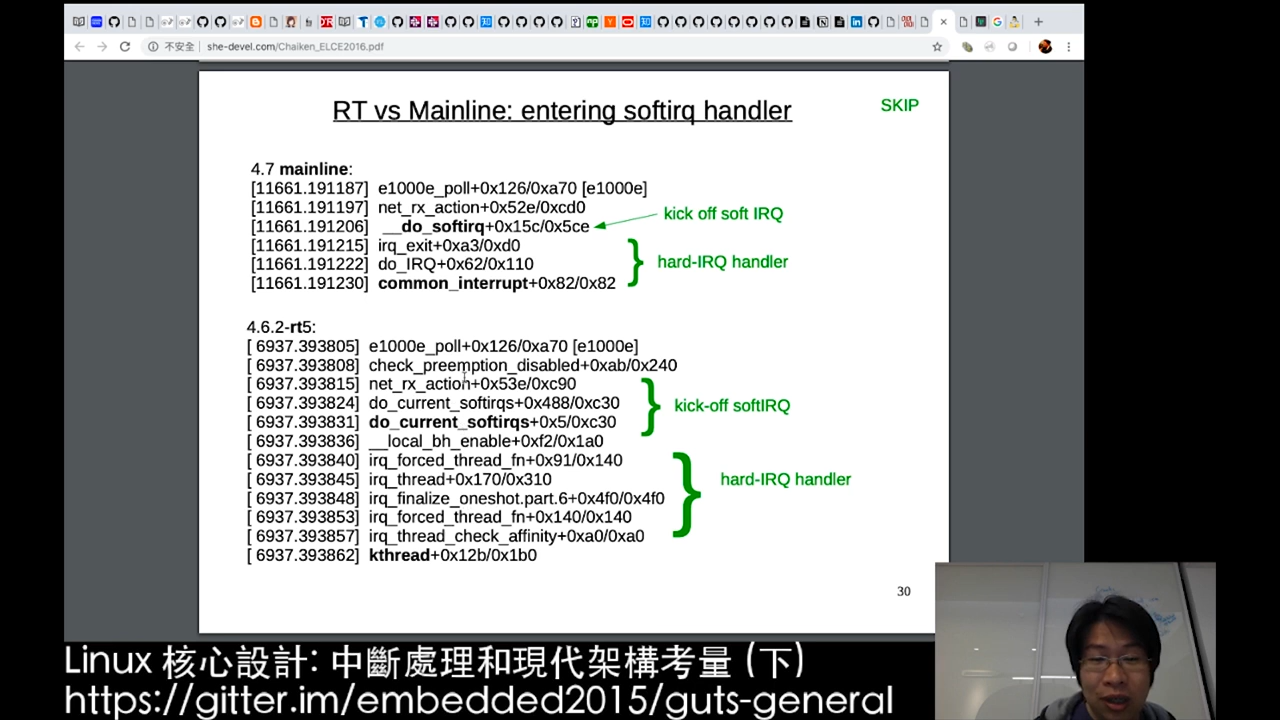 不安全 she-devel.com/Chaiken_ELCE2016.pdf
RT vs Mainline: entering softirq handler
SKIP
4.7 mainline:
[11661.191187] e1000e_poll+0x126/0xa70 [e1000e]
[11661.191197] net_rx_action+0x52e/0xcd0
kick off soft IRQ
[11661.191206] __do_softirq+0x15c/0x5ce
[11661.191215] irq_exit+0xa3/0xd0
[11661.191222] do_IRQ+0x62/0x110
hard-IRQ handler
[11661.191230] common_interrupt+0x82/0x82
4.6.2-rt5:
[ 6937.393805] e1000e_poll+0x126/0xa70 [e1000e]
[ 6937.393808] check_preemption_disabled+0xab/0x240
[ 6937.393815] net_rx_action+0x53e/0xc90
[ 6937.393824] do_current_softirqs+0x488/0xc30
kick-off softIRQ
[ 6937.393831] do_current_softirqs+0x5/0xc30
[ 6937.393836] __local_bh_enable+0xf2/0x1a0
[ 6937.393840] irq_forced_thread_fn+0x91/0x140
[ 6937.393845] irq_thread+0x170/0x310
hard-IRQ handler
[ 6937.393848] irq_finalize_oneshot.part.6+0x4f0/0x4f0
[ 6937.393853] irq_forced_thread_fn+0x140/0x140
[ 6937.393857] irq_thread_check_affinity+0xa0/0xa0
[ 6937.393862] kthread+0x12b/0x1b0
30
Linux 核心設計: 中斷處理和現代架構考量 (下)
https://gitter.im/embedded2015/guts-general